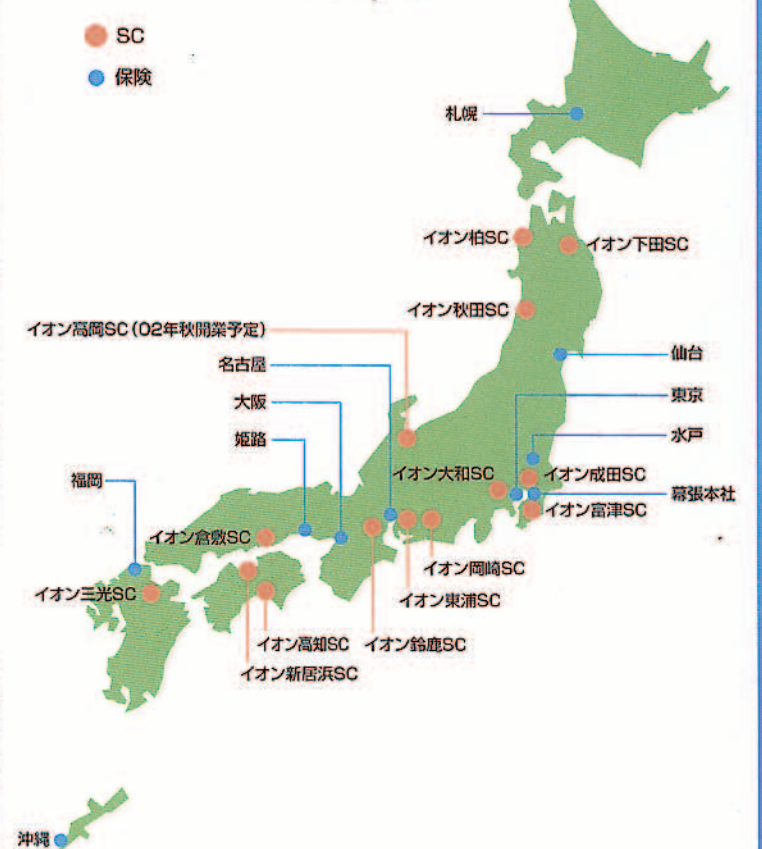 SC
保険
札幌
イオン柏SC
イオン下田SC
イオン秋田SC
イオン高岡SC（02年秋開業予定）
仙台
名古屋
東京
大阪
水戸
姫路
イオン大和SC
イオン成田SC
福岡
幕張本社
イオン富津SC
イオン倉敷SC
イオン岡崎SC
イオン三光SC
イオン東浦SC
イオン高知SC
イオン鈴鹿SC
イオン新居浜SC
沖縄